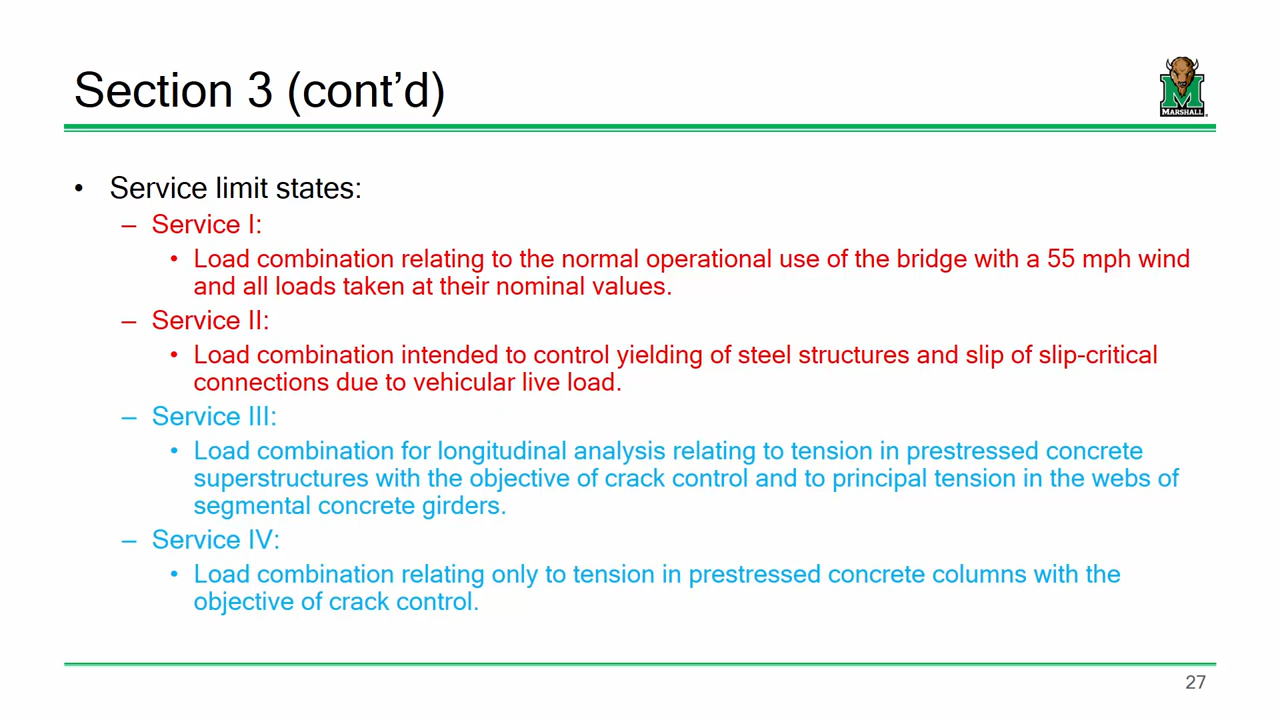 Section 3 (cont’d)
MARSHALL
• Service limit states:
– Service I:
• Load combination relating to the normal operational use of the bridge with a 55 mph wind
and all loads taken at their nominal values.
– Service II:
• Load combination intended to control yielding of steel structures and slip of slip-critical
connections due to vehicular live load.
– Service III:
• Load combination for longitudinal analysis relating to tension in prestressed concrete
superstructures with the objective of crack control and to principal tension in the webs of
segmental concrete girders.
– Service IV:
• Load combination relating only to tension in prestressed concrete columns with the
objective of crack control.
27